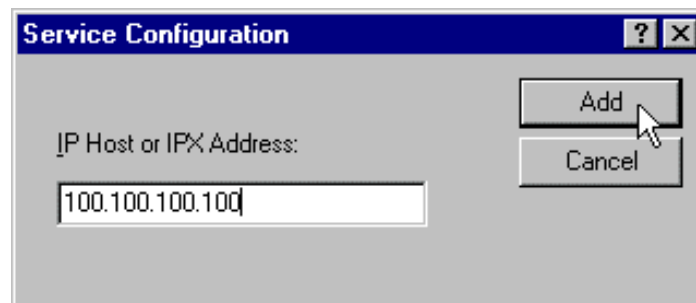 Service Configuration
Add
IP Host or IPX Address:
Cancel
100.100.100.100